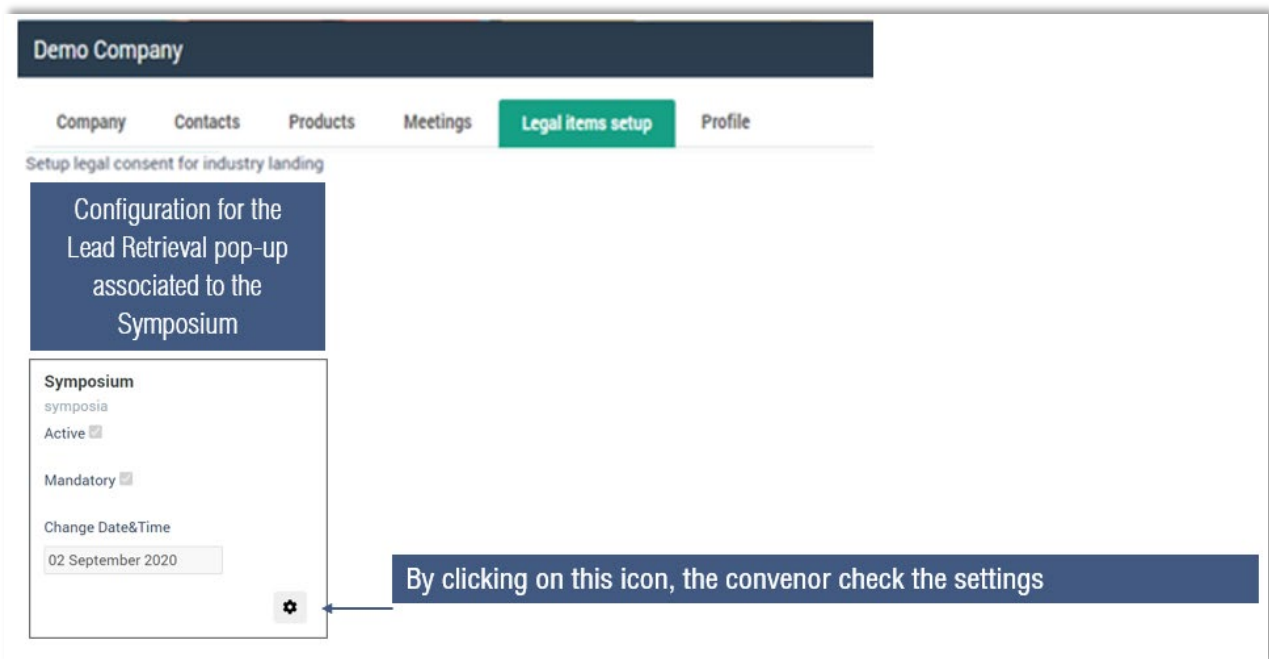 Demo Company
Company Contacts Products Meetings Legal items setup Profile
Setup legal consent for industry landing
Configuration for the
Lead Retrieval pop-up
associated to the
Symposium
Symposium
symposia
Active
Mandatory
Change Date&Time
02 September 2020
By clicking on this icon, the convenor check the settings